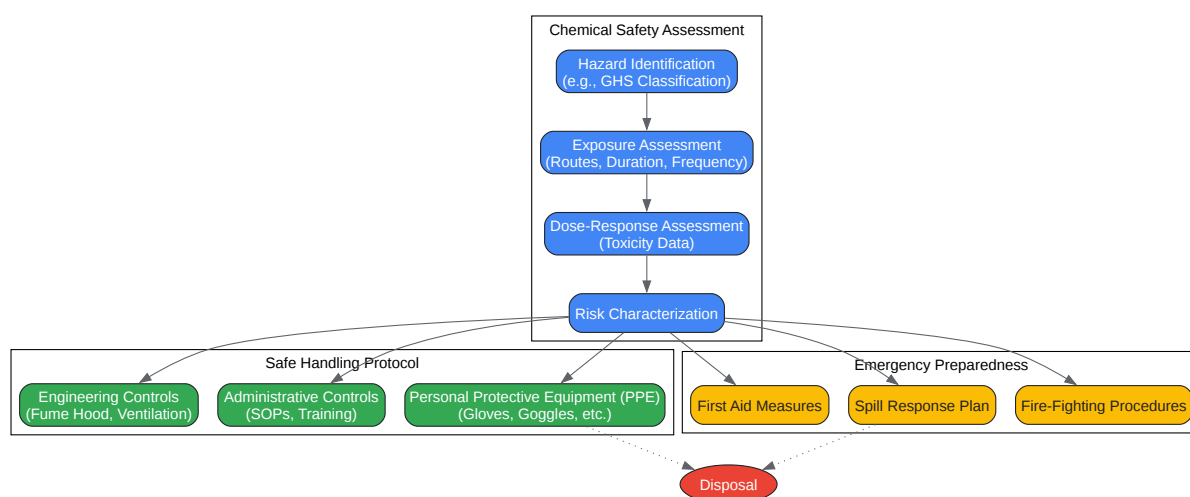 Chemical Safety Assessment
Hazard Identification
(e.g., GHS Classification)
Exposure Assessment
(Routes, Duration, Frequency)
Dose-Response Assessment
(Toxicity Data)
Risk Characterization
Safe Handling Protocol
Engineering Controls
(Fume Hood, Ventilation)
Administrative Controls
(SOPs, Training)
Personal Protective Equipment (PPE)
(Gloves, Goggles, etc.)
Emergency Preparedness
First Aid Measures
Spill Response Plan
Fire-Fighting Procedures
Disposal